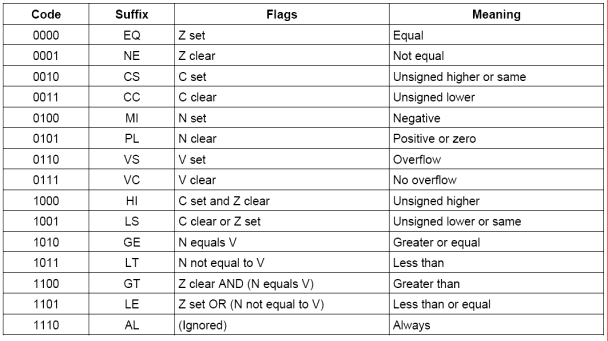 Code Suffix Flags Meaning
0000 EQ Z set Equal
0001 NE Z clear Not equal
0010 CS C set Unsigned higher or same
0011 CC C clear Unsigned lower
0100 MI N set Negative
0101 PL N clear Positive or zero
0110 VS V set Overflow
0111 VC V clear No overflow
1000 HI C set and Z clear Unsigned higher
1001 LS C clear or Z set Unsigned lower or same
1010 GE N equals V Greater or equal
1011 LT N not equal to V Less than
1100 GT Z clear AND (N equals V) Greater than
1101 LE Z set OR (N not equal to V) Less than or equal
1110 AL (Ignored) Always